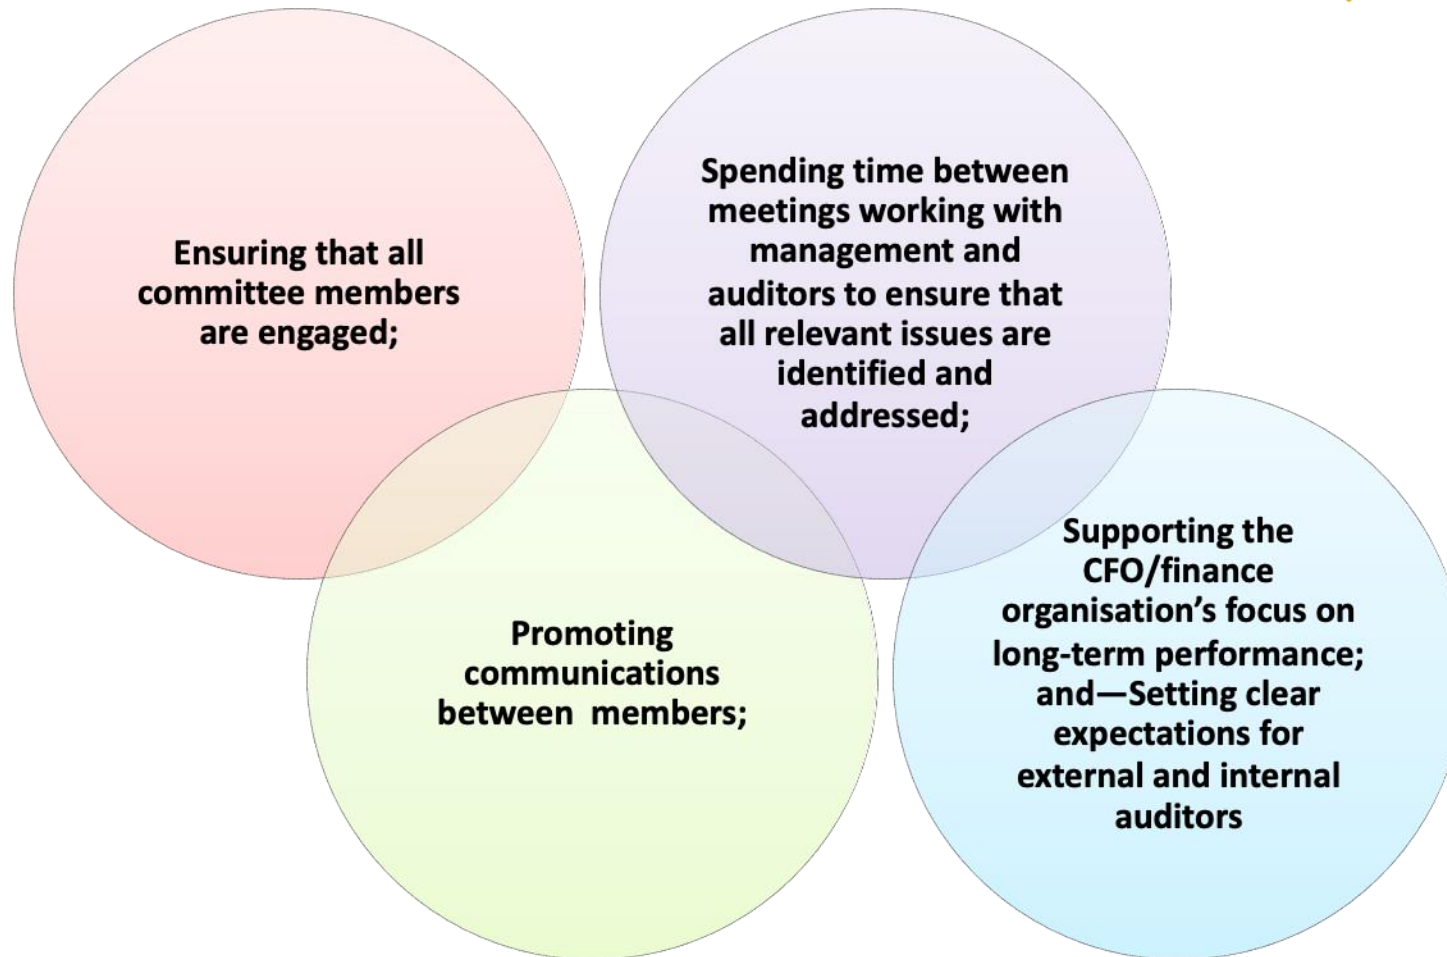 Ensuring that all
committee members
are engaged;
Promoting
communications
between  members;
Spending time between
meetings working with
management and
auditors to ensure that
all relevant issues are
identified and
addressed;
Supporting the
CFO/finance
organisation’s focus on
long-term performance;
and—Setting clear
expectations for
external and internal
auditors